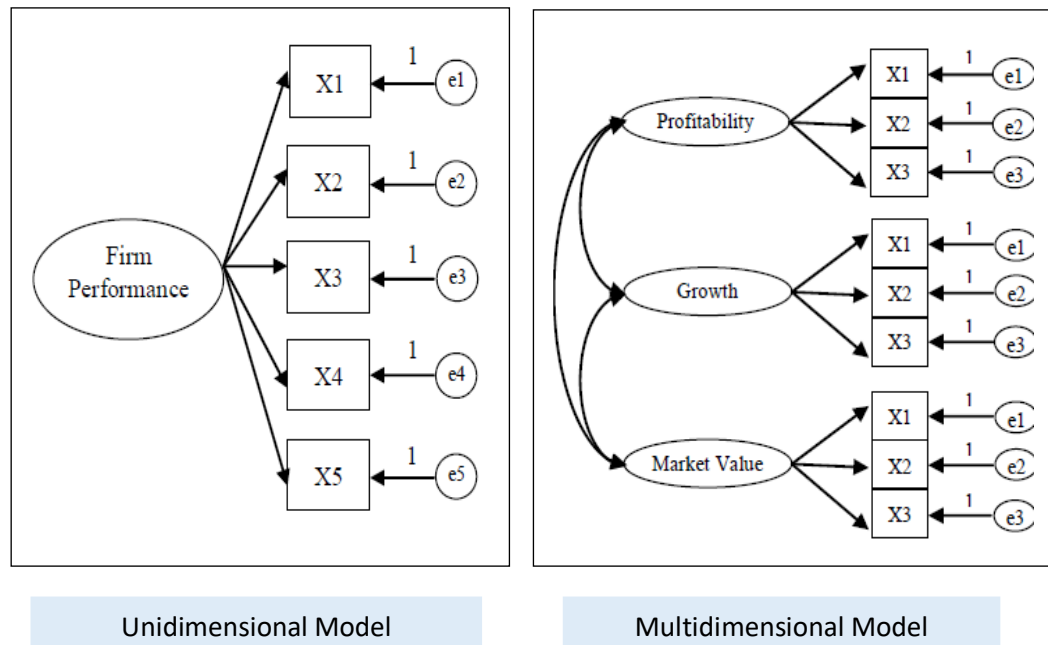 1
X1
e1
1
X2
e2
Firm
Performance
1
X3
e3
1
X4
e4
1
X5
e5
Unidimensional Model
Profitability
1
X1
e1
1
X2
e2
1
X3
e3
Growth
1
X1
e1
1
X2
e2
1
X3
e3
Market Value
1
X1
e1
1
X2
e2
1
X3
e3
Multidimensional Model